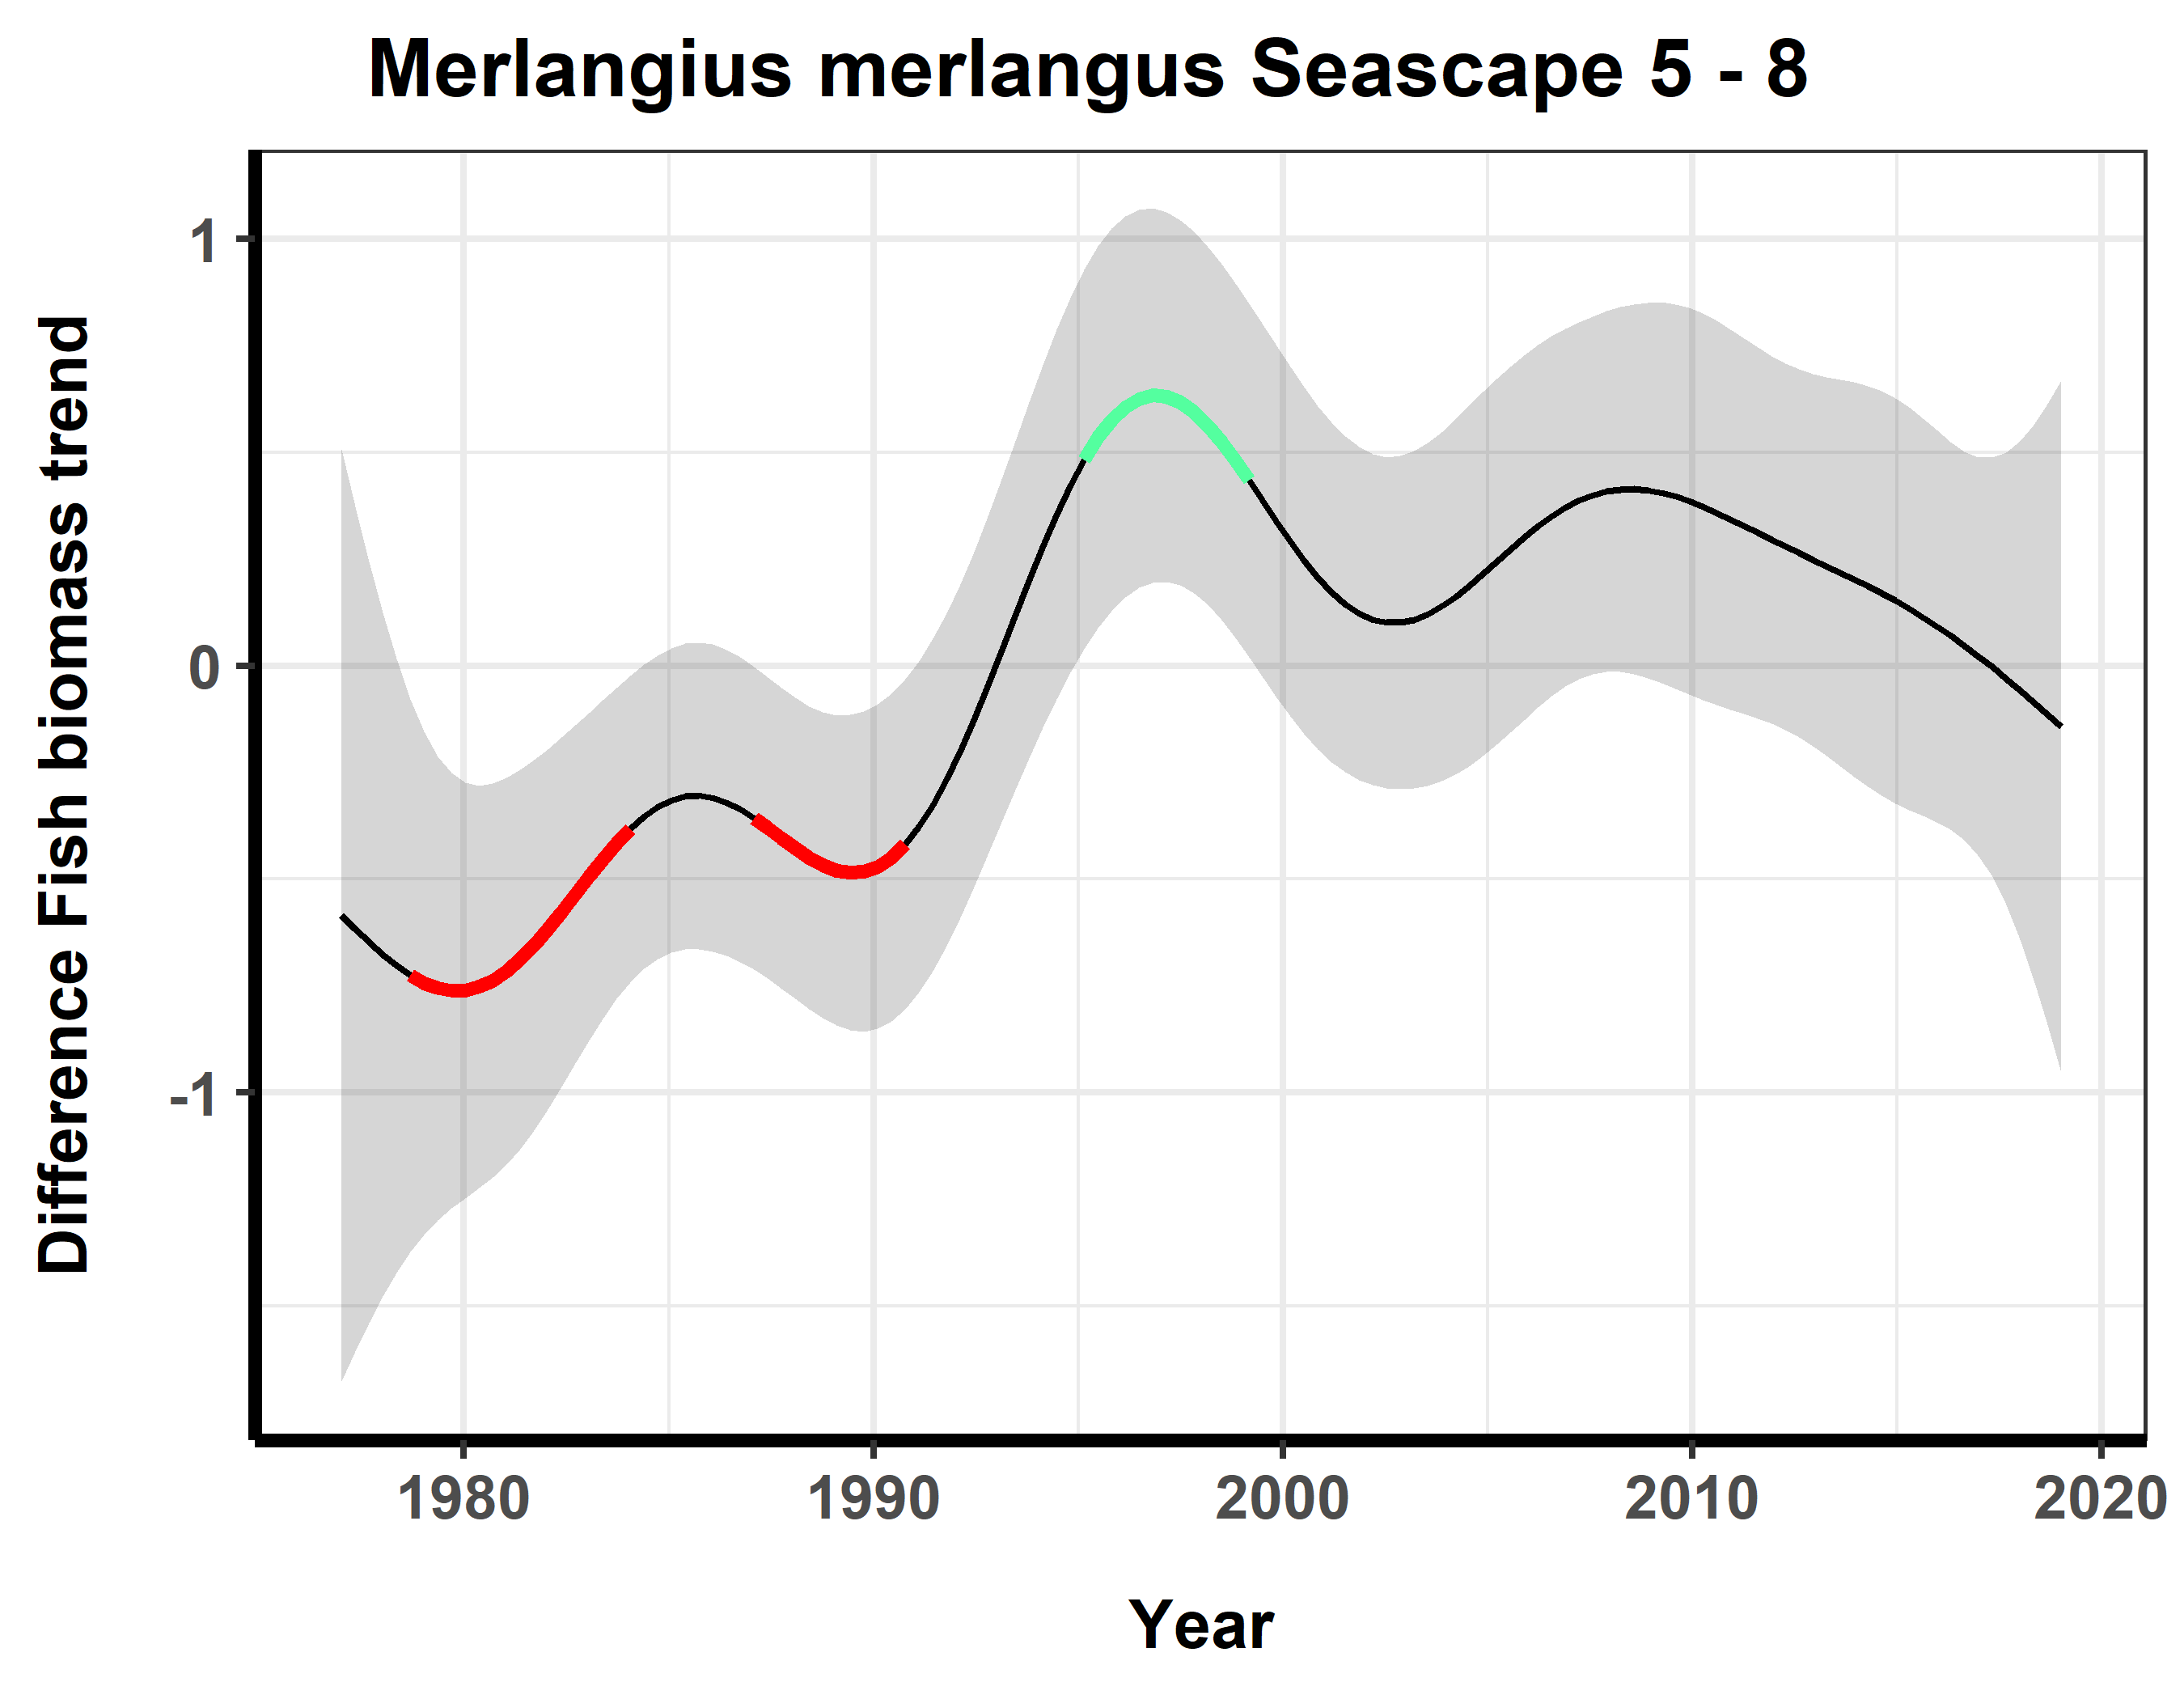 Merlangius merlangus Seascape 5 - 8
Difference Fish biomass trend
1
0
-1
1980 1990 2000 2010 2020
Year